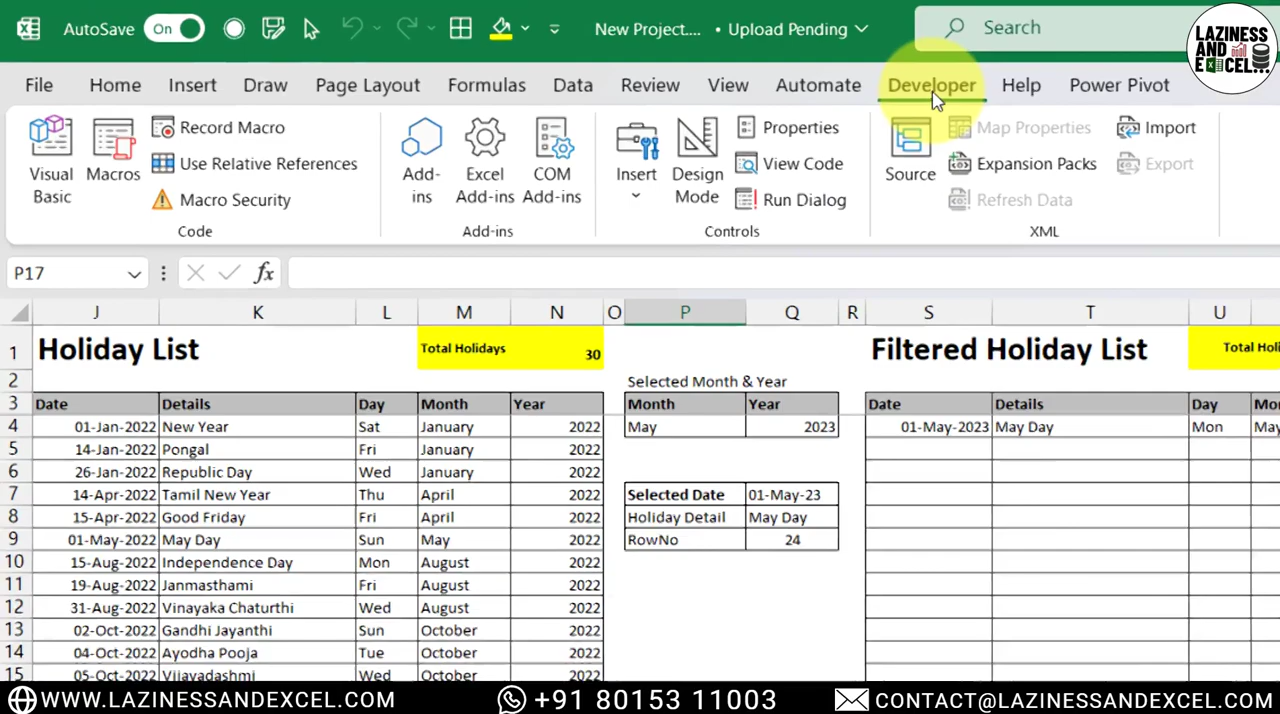 AutoSave On New Project.... • Upload Pending Search
LAZINESS AND EXCEL...
File Home Insert Draw Page Layout Formulas Data Review View Automate Developer Help Power Pivot
Visual Basic
Macros
Record Macro
Use Relative References
Macro Security
Code
Add-ins
Excel Add-ins
COM Add-ins
Add-ins
Insert
Design Mode
Properties
View Code
Run Dialog
Controls
Source
Map Properties
Expansion Packs
Refresh Data
Import
Export
XML
P17 fx
J K L M N O P Q R S T U
1 Holiday List Total Holidays 30 Filtered Holiday List
2 Selected Month & Year
3 Date Details Day Month Year Month Year Date Details Day
4 01-Jan-2022 New Year Sat January 2022 May 2023 01-May-2023 May Day Mon May
5 14-Jan-2022 Pongal Fri January 2022
6 26-Jan-2022 Republic Day Wed January 2022
7 14-Apr-2022 Tamil New Year Thu April 2022 Selected Date 01-May-23
8 15-Apr-2022 Good Friday Fri April 2022 Holiday Detail May Day
9 01-May-2022 May Day Sun May 2022 RowNo 24
10 15-Aug-2022 Independence Day Mon August 2022
11 19-Aug-2022 Janmasthami Fri August 2022
12 31-Aug-2022 Vinayaka Chaturthi Wed August 2022
13 02-Oct-2022 Gandhi Jayanthi Sun October 2022
14 04-Oct-2022 Ayodha Pooja Tue October 2022
15 05-Oct-2022 Vijayadashmi Wed October 2022
WWW.LAZINESSANDEXCEL.COM +91 80153 11003 CONTACT@LAZINESSANDEXCEL.COM